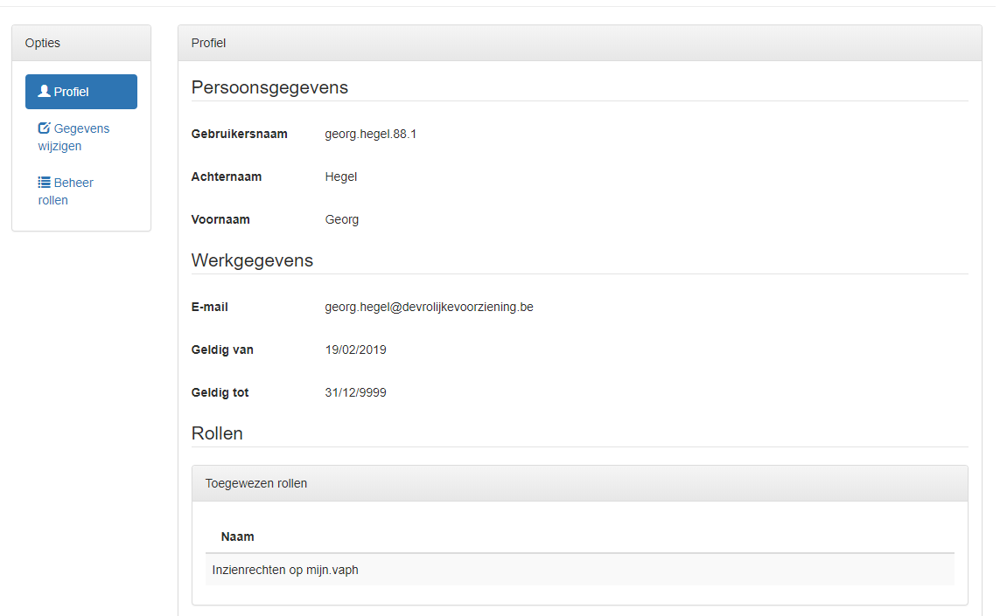 Opties
Profiel
Gegevens
wijzigen
Beheer
rollen
Profiel
Persoonsgegevens
Gebruikersnaam georg.hegel.88.1
Achternaam Hegel
Voornaam Georg
Werkgegevens
E-mail georg.hegel@devrolijkevoorziening.be
Geldig van 19/02/2019
Geldig tot 31/12/9999
Rollen
Toegewezen rollen
Naam
Inzienrechten op mijn.vaph